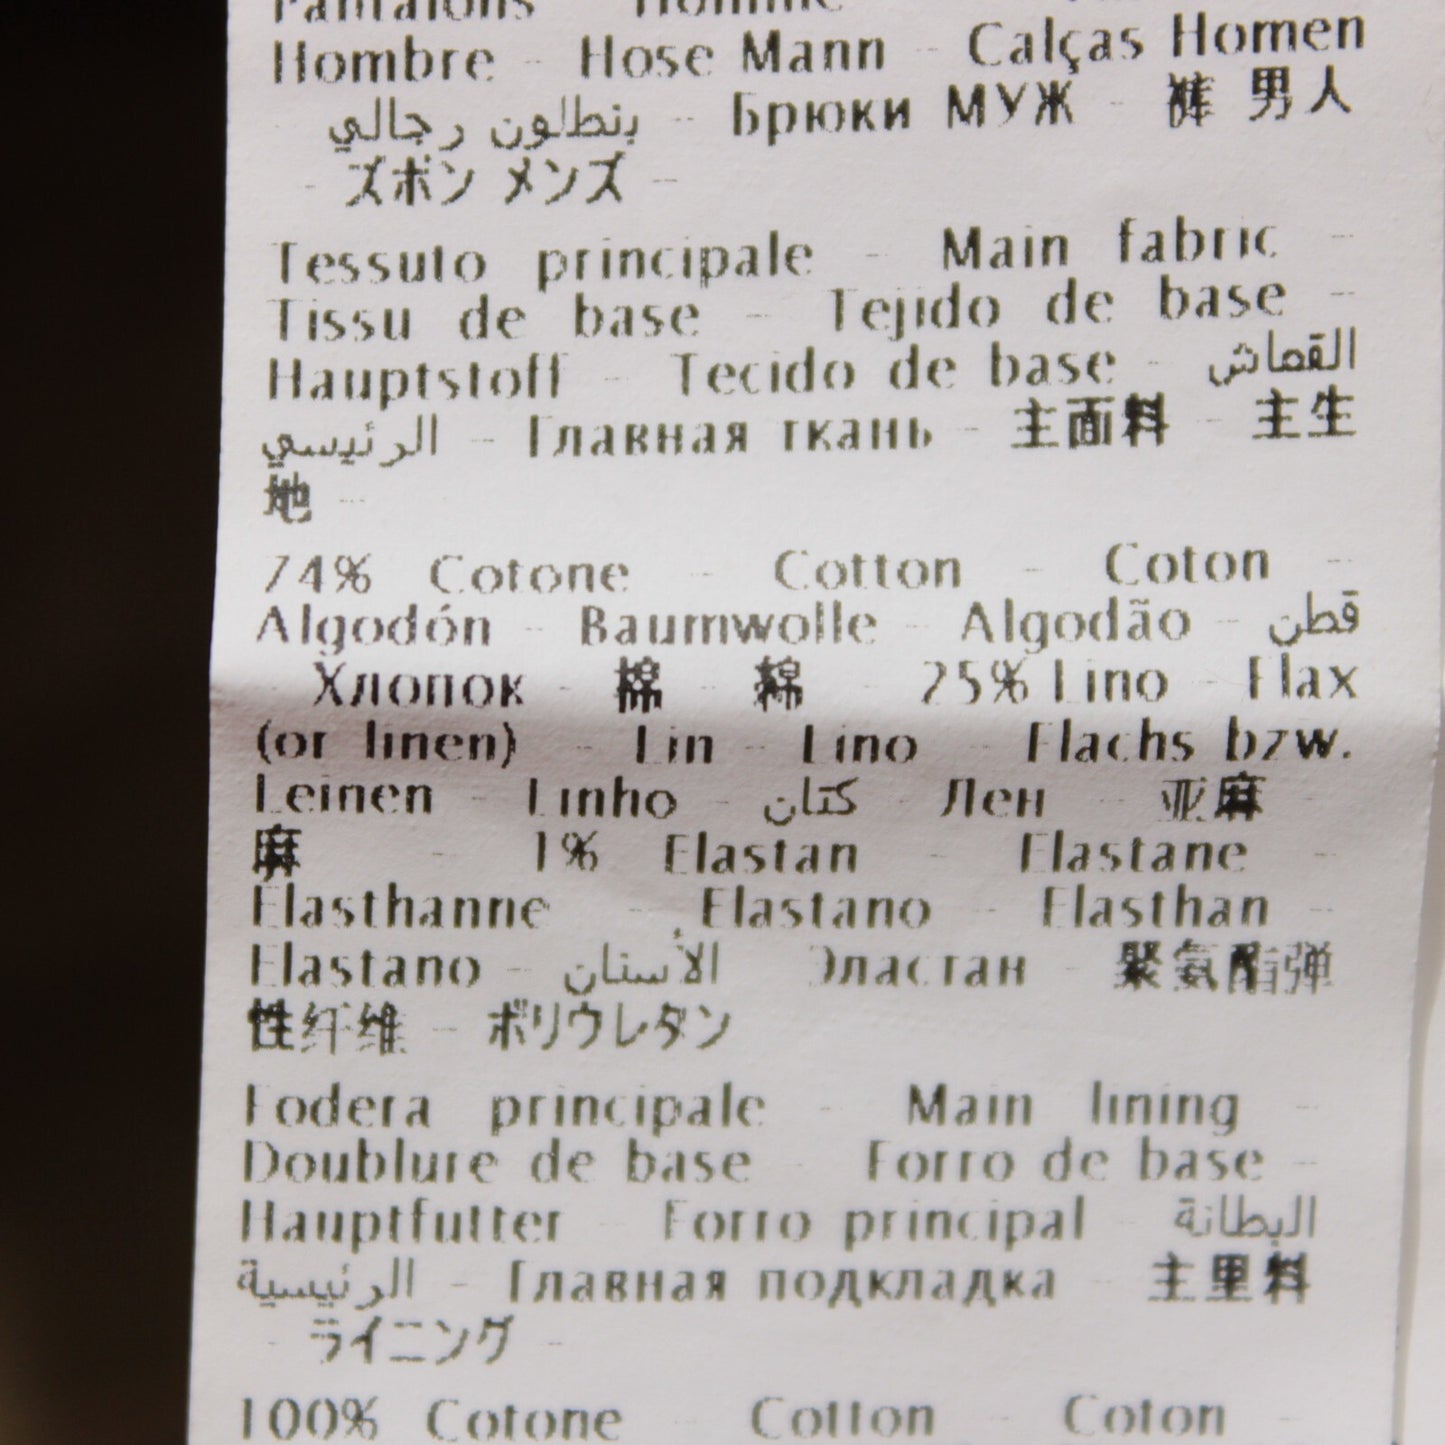 Pantalons Homme
Hombre - Hose Mann - Calças Homen
- بنطلون رجالي - Брюки МУЖ - 裤 男人
- ズボン メンズ -
Tessuto principale - Main fabric -
Tissu de base - Tejido de base -
Hauptstoff - Tecido de base - القماش
الرئيسي - Главная ткань - 主面料 - 主生
地 -
74% Cotone - Cotton - Coton -
Algodón - Baumwolle - Algodão - قطن
- Хлопок - 棉 - 綿 - 25% Lino - Flax
(or linen) - Lin - Lino - Flachs bzw.
Leinen - Linho - كتان - Лен - 亚麻
麻 - 1% Elastan - Elastane -
Elasthanne - Elastano - Elasthan -
Elastano - الأستان - Эластан - 聚氨酯弹
性纤维 - ポリウレタン
Fodera principale - Main lining -
Doublure de base - Forro de base -
Hauptfutter - Forro principal - البطانة
الرئيسية - Главная подкладка - 主里料
- ライニング -
100% Cotone - Cotton - Coton -